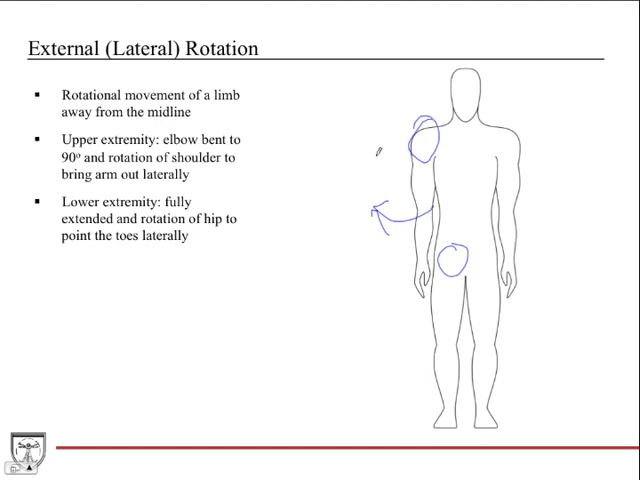 External (Lateral) Rotation
▪ Rotational movement of a limb
away from the midline
▪ Upper extremity: elbow bent to
90º and rotation of shoulder to
bring arm out laterally
▪ Lower extremity: fully
extended and rotation of hip to
point the toes laterally